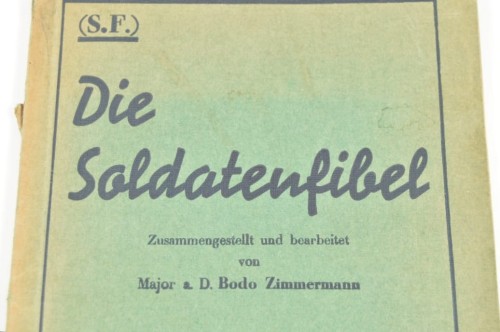 (S.F.)
Die
Soldatenfibel
Zusammengestellt und bearbeitet
von
Major a. D. Bodo Zimmermann